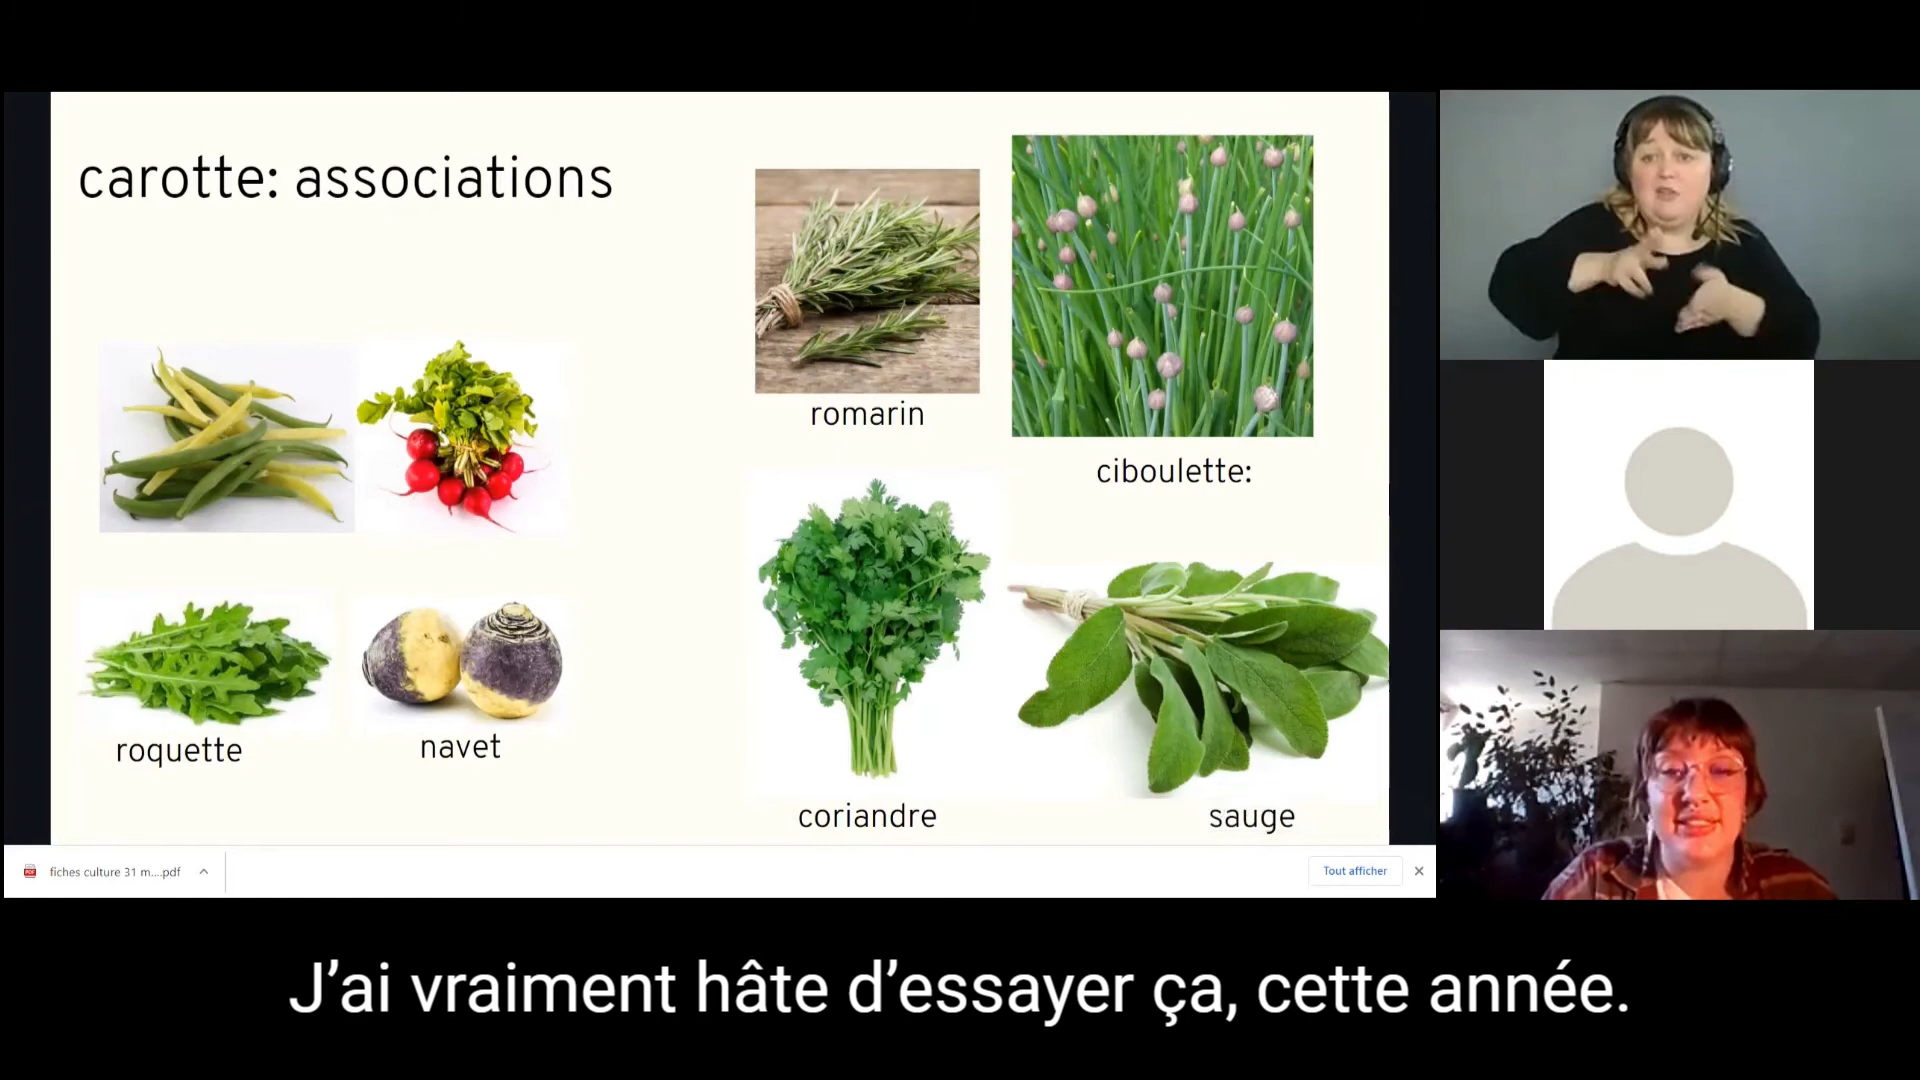 carotte: associations
romarin
ciboulette:
roquette
navet
coriandre
sauge
fiches culture 31 m....pdf
Tout afficher
J’ai vraiment hâte d’essayer ça, cette année.